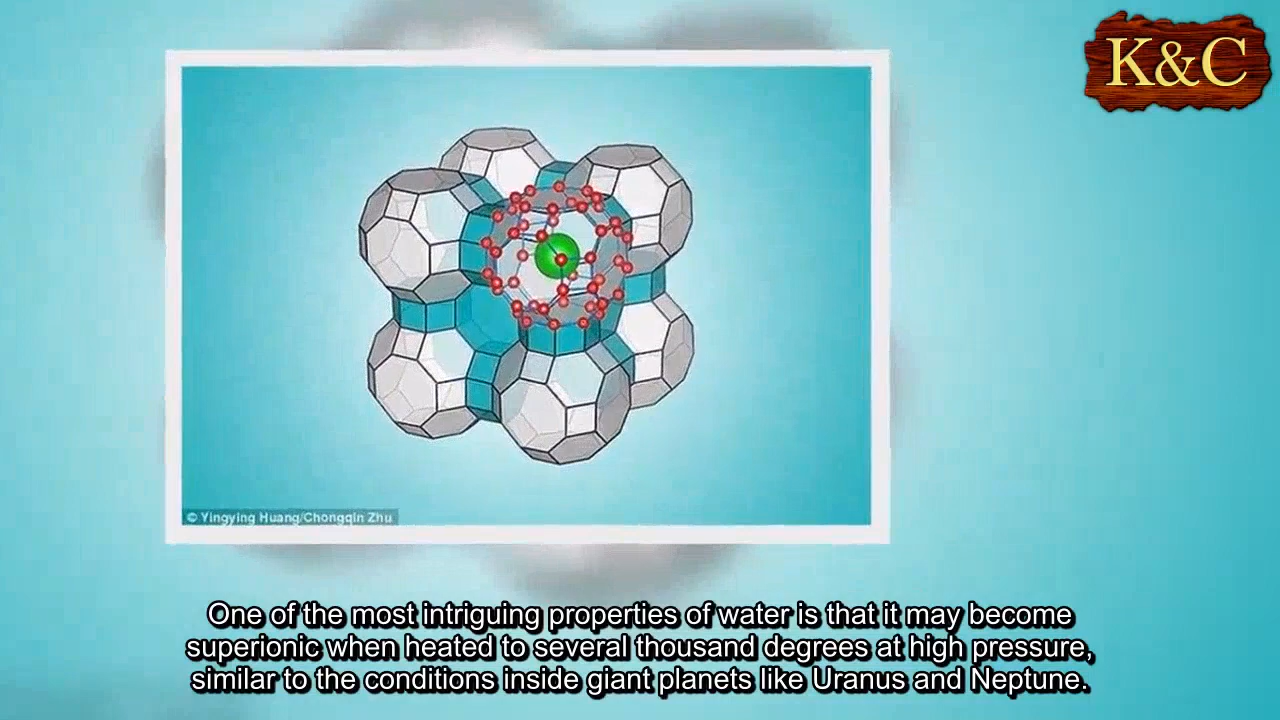 K&C
© Yingying Huang/Chongqin Zhu
One of the most intriguing properties of water is that it may become
superionic when heated to several thousand degrees at high pressure,
similar to the conditions inside giant planets like Uranus and Neptune.